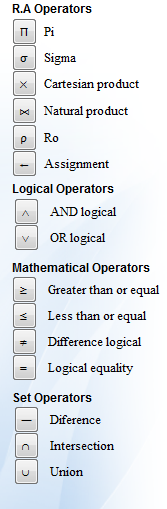 R.A Operators
Π Pi
σ Sigma
× Cartesian product
⋈ Natural product
ρ Ro
← Assignment
Logical Operators
∧ AND logical
∨ OR logical
Mathematical Operators
≥ Greater than or equal
≤ Less than or equal
≠ Difference logical
= Logical equality
Set Operators
— Diference
∩ Intersection
∪ Union